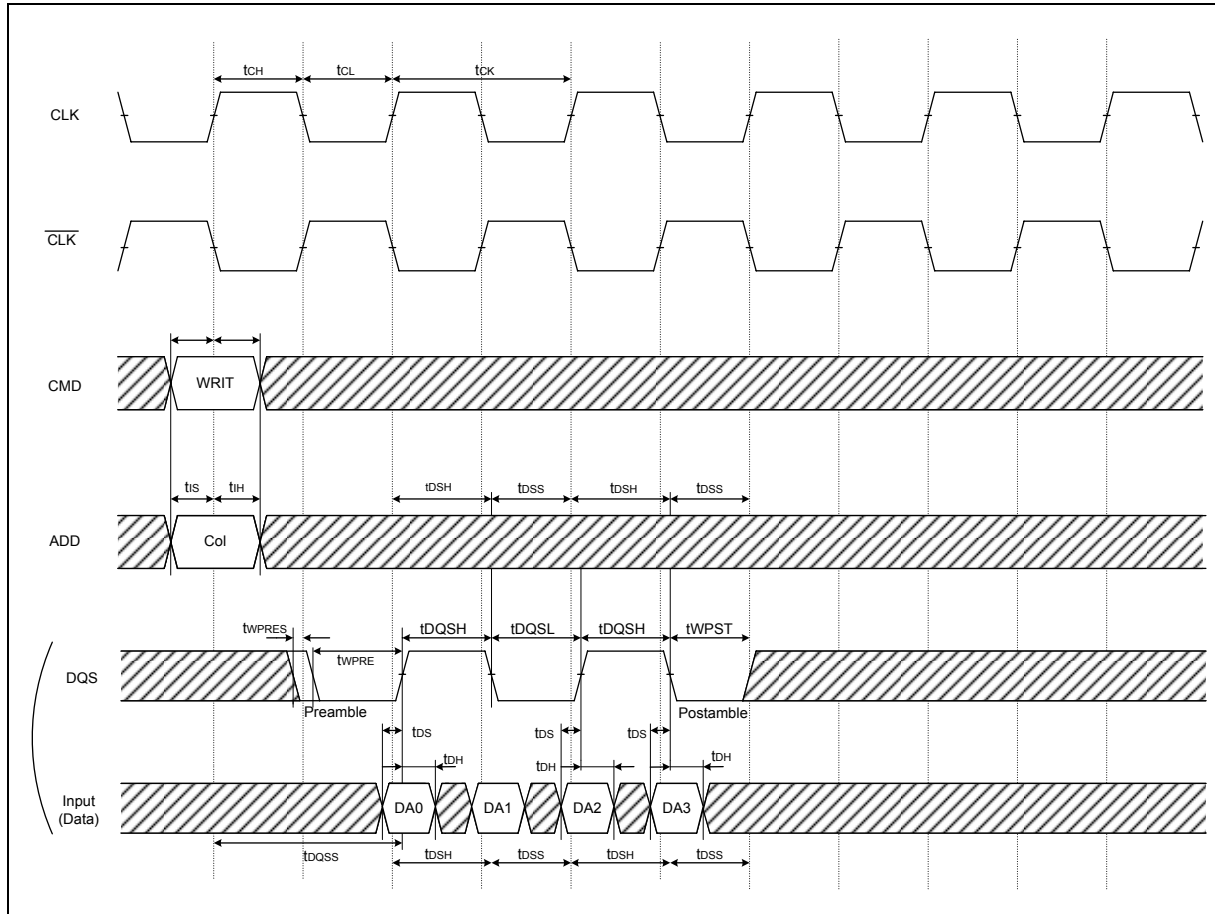 tCH tCL tCK
CLK
CLK
CMD WRIT
tIS tIH tDSH tDSS tDSH tDSS
ADD Col
tWPRES tDQSH tDQSL tDQSH tWPST
tWPRE
DQS
Preamble Postamble
tDS tDS tDS
tDH tDH tDH
Input
(Data)
DA0 DA1 DA2 DA3
tDQSS tDSH tDSS tDSH tDSS